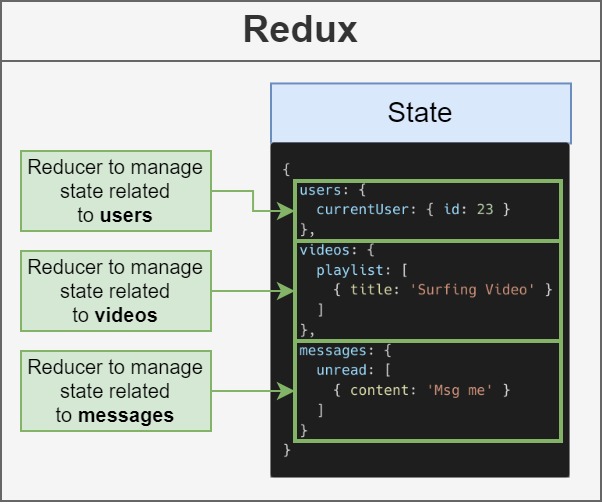 Redux
State
Reducer to manage
state related
to users
Reducer to manage
state related
to videos
Reducer to manage
state related
to messages
{
users: {
currentUser: { id: 23 }
},
videos: {
playlist: [
{ title: 'Surfing Video' }
]
},
messages: {
unread: [
{ content: 'Msg me' }
]
}
}